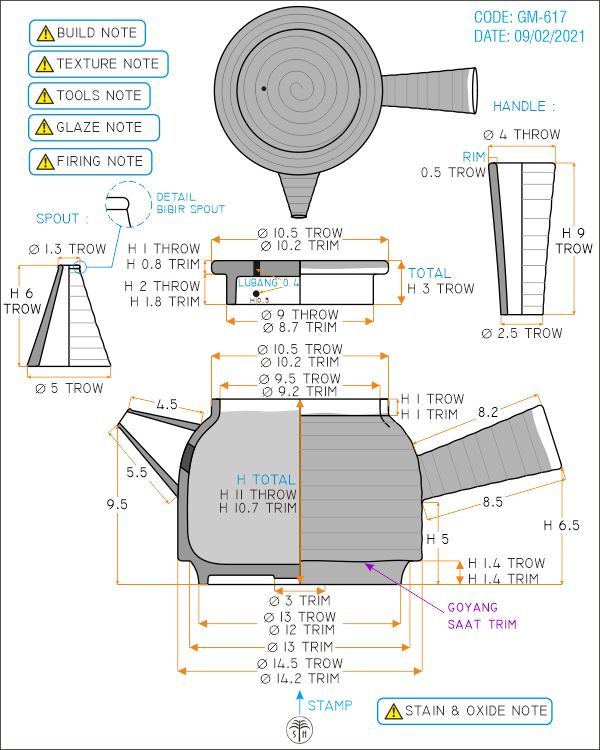 CODE: GM-617
DATE: 09/02/2021
BUILD NOTE
TEXTURE NOTE
TOOLS NOTE
GLAZE NOTE
FIRING NOTE
HANDLE :
Ø 4 THROW
RIM
0.5 TROW
H 9
TROW
Ø 2.5 TROW
DETAIL
BIBIR SPOUT
SPOUT :
Ø 1.3 TROW
H 6
TROW
Ø 5 TROW
Ø 10.5 TROW
Ø 10.2 TRIM
H 1 THROW
H 0.8 TRIM
H 2 THROW
H 1.8 TRIM
LUBANG 0.4
H 0.5
TOTAL
H 3 TROW
Ø 9 THROW
Ø 8.7 TRIM
Ø 10.5 TROW
Ø 10.2 TRIM
Ø 9.5 TROW
Ø 9.2 TRIM
H 1 TROW
H 1 TRIM
4.5
5.5
9.5
8.2
8.5
H 6.5
H 5
H TOTAL
H 11 THROW
H 10.7 TRIM
H 1.4 TROW
H 1.4 TRIM
GOYANG
SAAT TRIM
Ø 3 TRIM
Ø 13 TROW
Ø 12 TRIM
Ø 13 TRIM
Ø 14.5 TROW
Ø 14.2 TRIM
STAMP
S H
STAIN & OXIDE NOTE